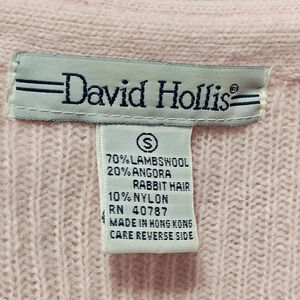 David Hollis®
S
70% LAMBSWOOL
20% ANGORA
RABBIT HAIR
10% NYLON
RN 40787
MADE IN HONG KONG
CARE REVERSE SIDE